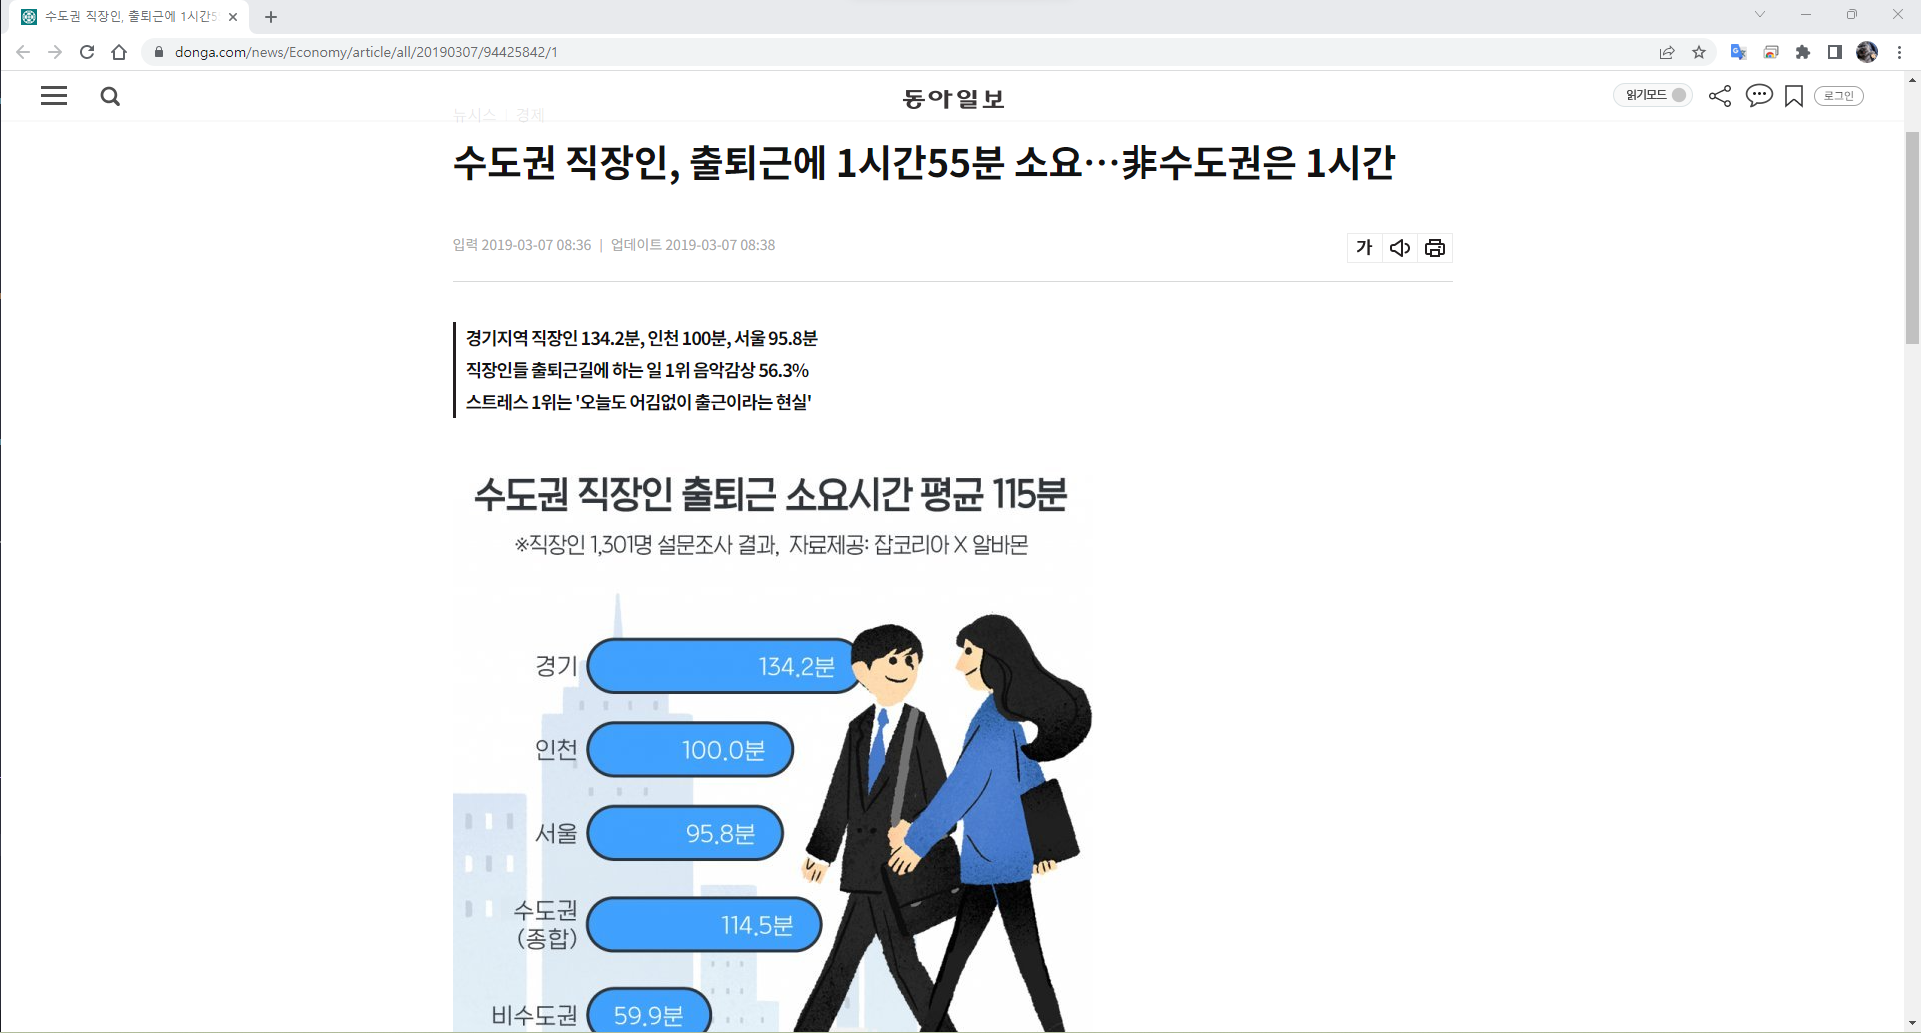 수도권 직장인, 출퇴근에 1시간5
donga.com/news/Economy/article/all/20190307/94425842/1
동아일보
읽기모드
로그인
뉴시스 | 경제
수도권 직장인, 출퇴근에 1시간55분 소요…非수도권은 1시간
입력 2019-03-07 08:36 | 업데이트 2019-03-07 08:38
가
경기지역 직장인 134.2분, 인천 100분, 서울 95.8분
직장인들 출퇴근길에 하는 일 1위 음악감상 56.3%
스트레스 1위는 '오늘도 어김없이 출근이라는 현실'
수도권 직장인 출퇴근 소요시간 평균 115분
※직장인 1,301명 설문조사 결과, 자료제공: 잡코리아 X 알바몬
경기 134.2분
인천 100.0분
서울 95.8분
수도권
(종합) 114.5분
비수도권 59.9분